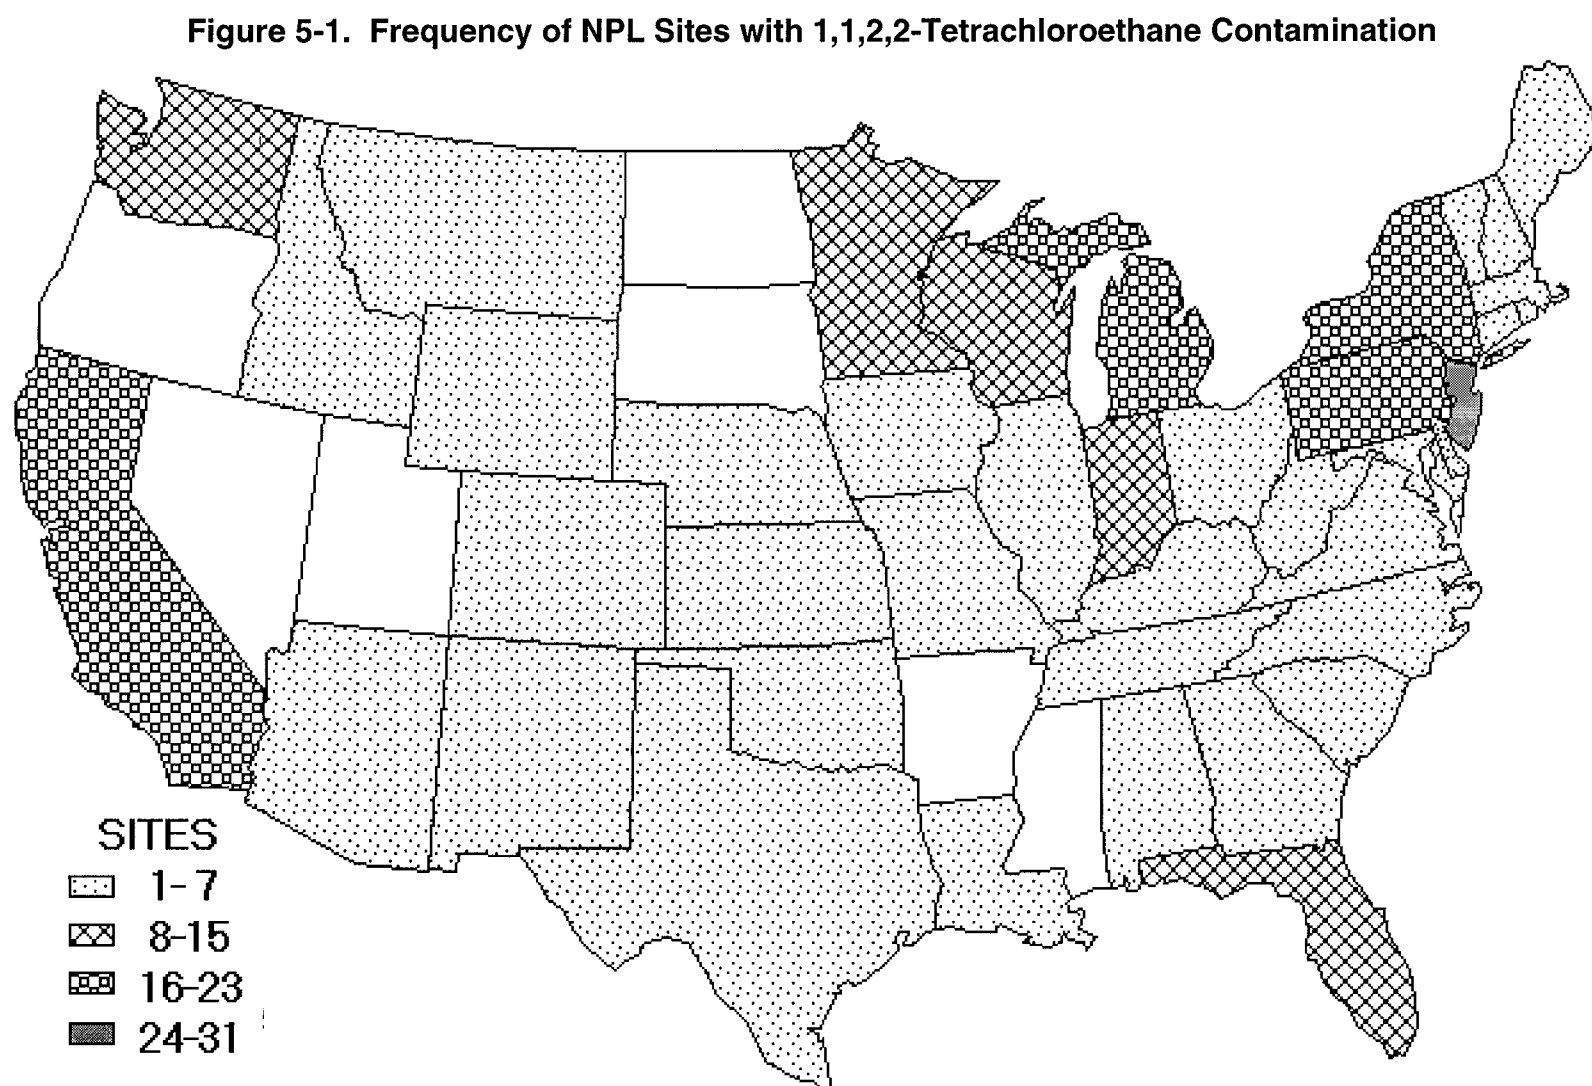 Figure 5-1. Frequency of NPL Sites with 1,1,2,2-Tetrachloroethane Contamination
SITES
1-7
8-15
16-23
24-31